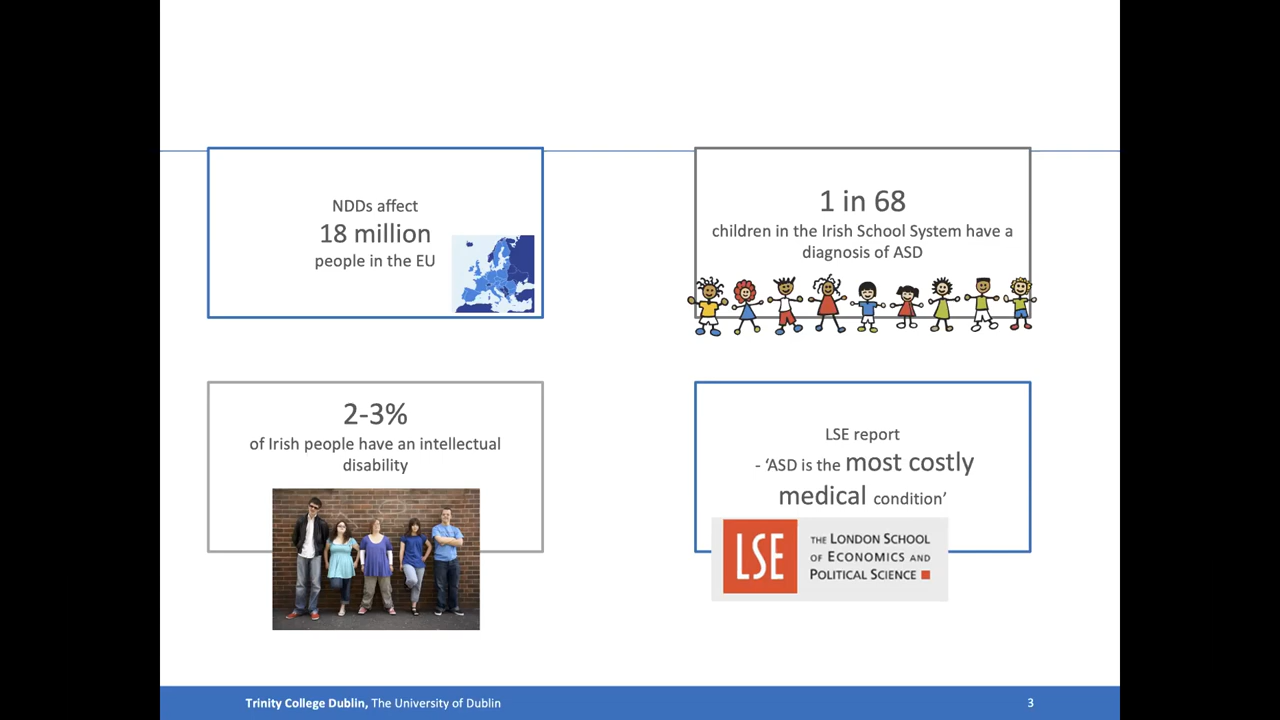 NDDs affect
18 million
people in the EU
1 in 68
children in the Irish School System have a
diagnosis of ASD
2-3%
of Irish people have an intellectual
disability
LSE report
- ‘ASD is the most costly
medical condition’
LSE
THE LONDON SCHOOL
OF ECONOMICS AND
POLITICAL SCIENCE
Trinity College Dublin, The University of Dublin
3